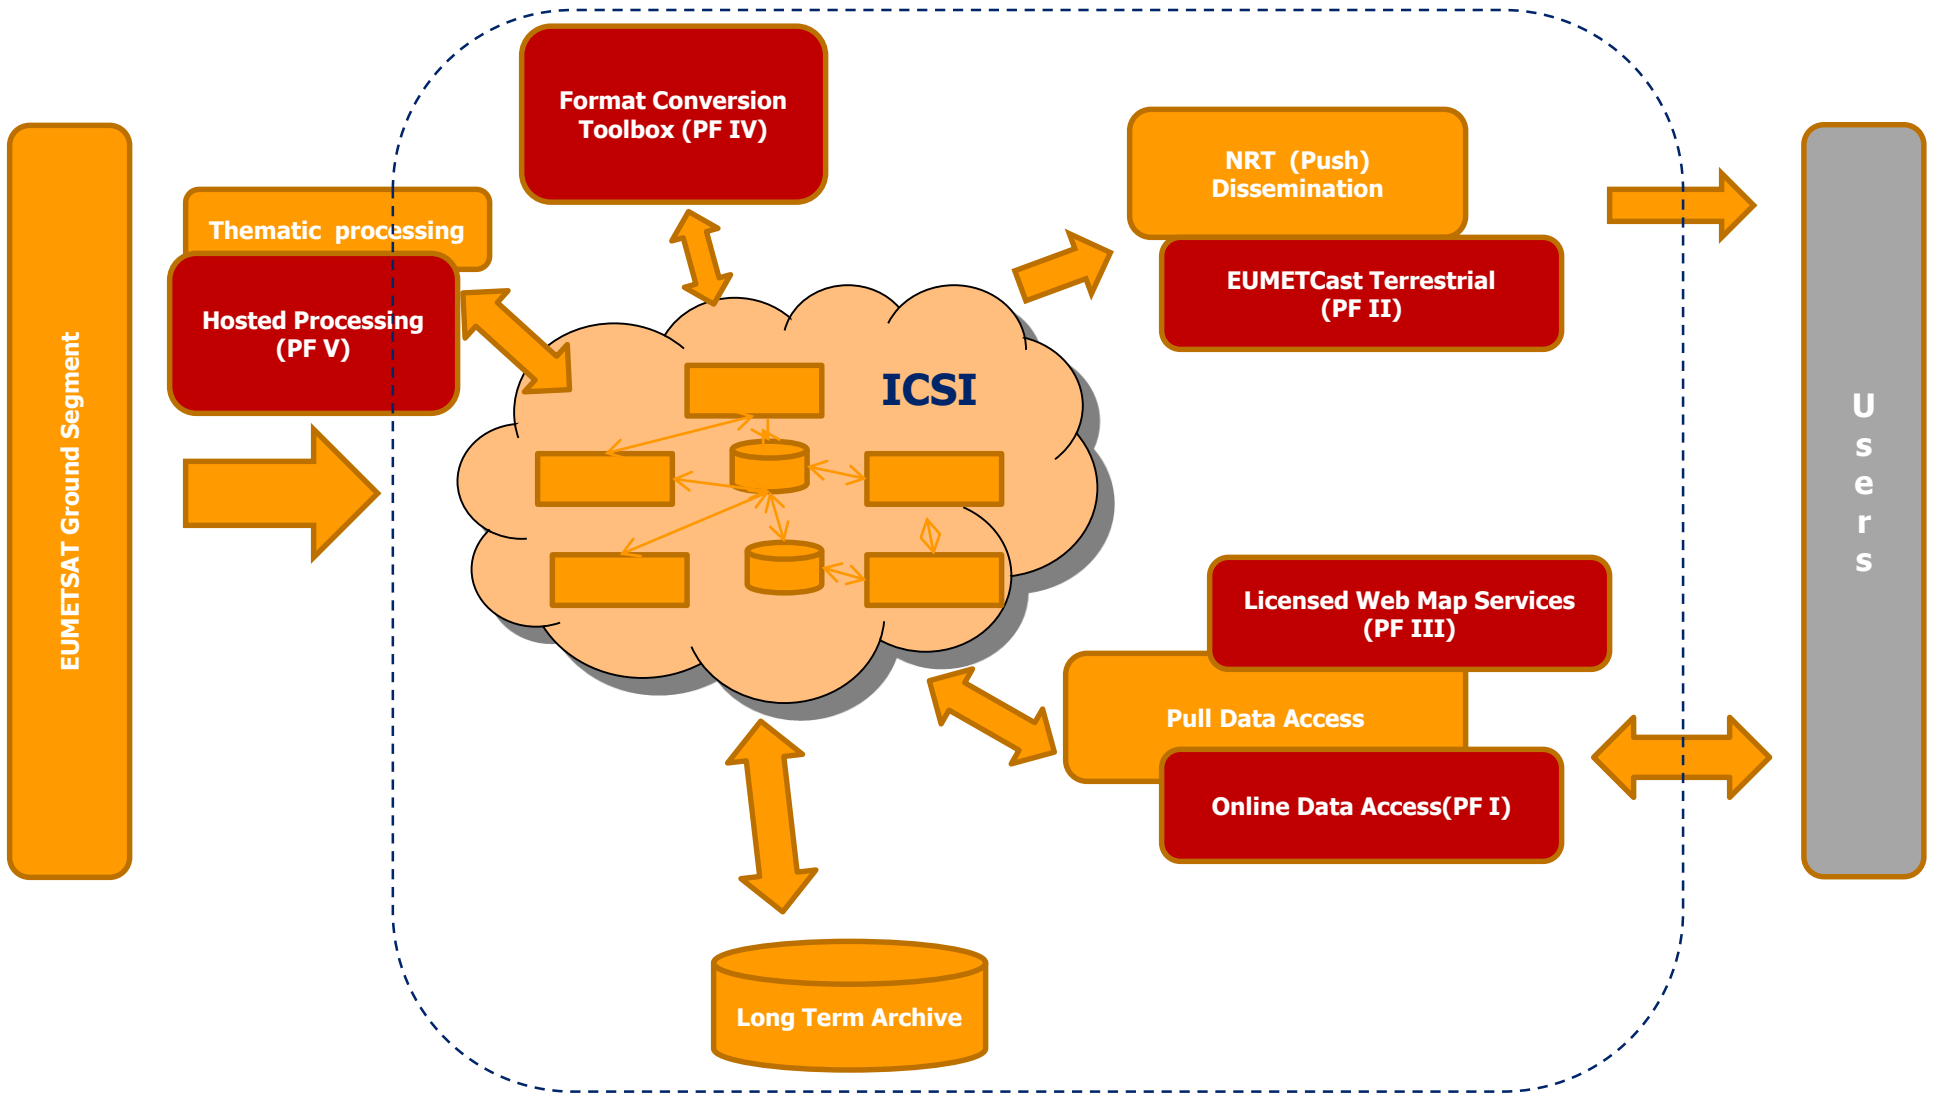 Format Conversion
Toolbox (PF IV)
NRT (Push)
Dissemination
EUMETCast Terrestrial
(PF II)
Thematic processing
Hosted Processing
(PF V)
EUMETSAT Ground Segment
ICSI
U
s
e
r
s
Licensed Web Map Services
(PF III)
Pull Data Access
Online Data Access(PF I)
Long Term Archive